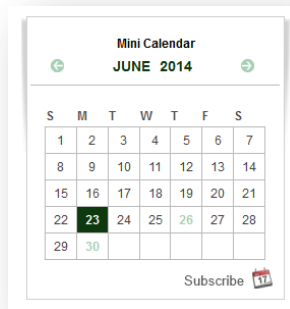 Mini Calendar
JUNE 2014
S M T W T F S
1 2 3 4 5 6 7
8 9 10 11 12 13 14
15 16 17 18 19 20 21
22 23 24 25 26 27 28
29 30
Subscribe 17